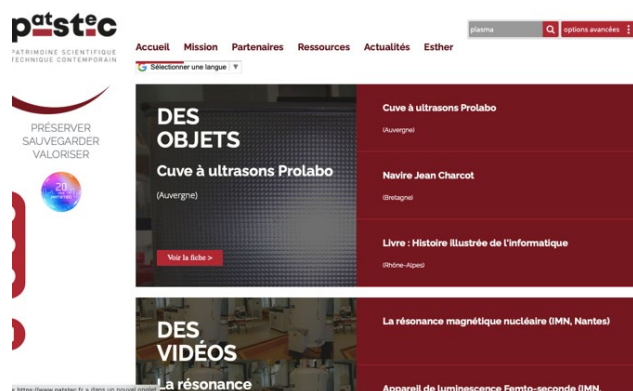 patstec
PATRIMOINE SCIENTIFIQUE
TECHNIQUE CONTEMPORAIN
plasma
options avancées
Accueil Mission Partenaires Ressources Actualités Esther
Sélectionner une langue
PRÉSERVER
SAUVEGARDER
VALORISER
20
DES
OBJETS
Cuve à ultrasons Prolabo
(Auvergne)
Voir la fiche >
Cuve à ultrasons Prolabo
(Auvergne)
Navire Jean Charcot
(Bretagne)
Livre : Histoire illustrée de l'informatique
(Rhône-Alpes)
DES
VIDÉOS
La résonance
La résonance magnétique nucléaire (IMN, Nantes)
Appareil de luminescence Femto-seconde (IMN,